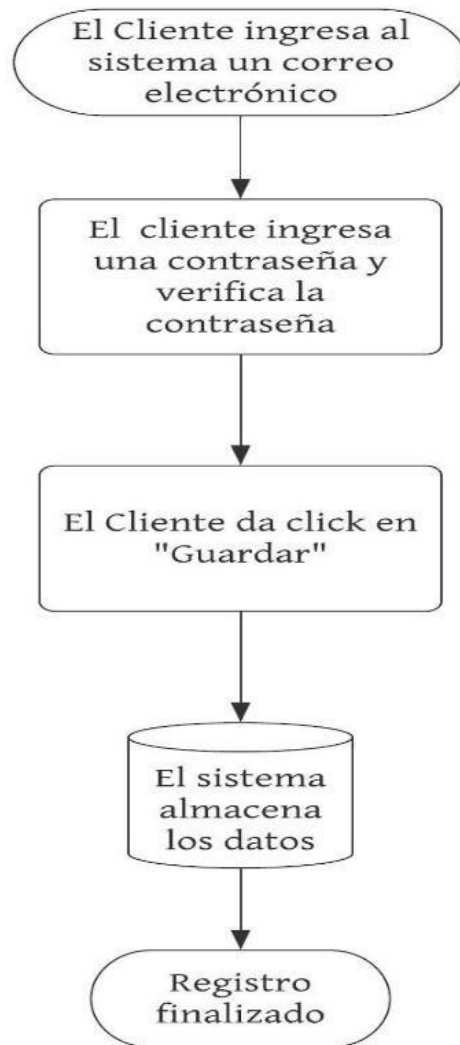 El Cliente ingresa al
sistema un correo
electrónico
El cliente ingresa
una contraseña y
verifica la
contraseña
El Cliente da click en
"Guardar"
El sistema
almacena
los datos
Registro
finalizado